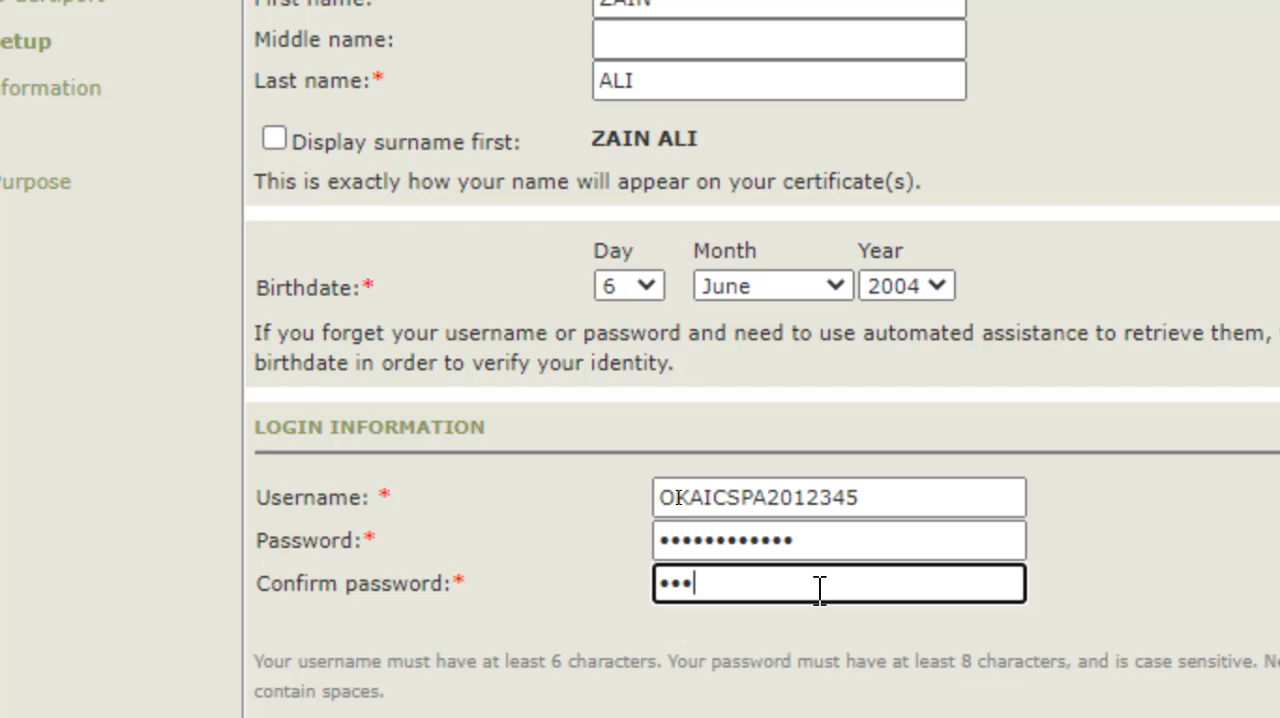 First name: ZAIN
etup
Middle name:
Last name:* ALI
formation
Display surname first: ZAIN ALI
This is exactly how your name will appear on your certificate(s).
urpose
Day Month Year
Birthdate:* 6 June 2004
If you forget your username or password and need to use automated assistance to retrieve them,
birthdate in order to verify your identity.
LOGIN INFORMATION
Username: * OKAICSPA2012345
Password:* ••••••••••••
Confirm password:* •••
Your username must have at least 6 characters. Your password must have at least 8 characters, and is case sensitive. Ne
contain spaces.